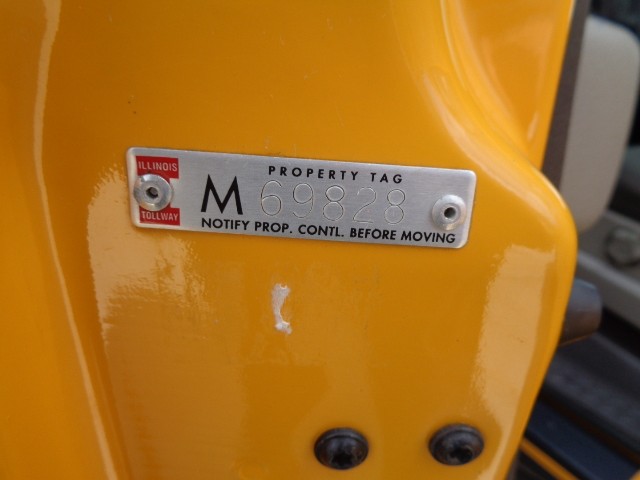 ILLINOIS
TOLLWAY
PROPERTY TAG
M 69828
NOTIFY PROP. CONTL. BEFORE MOVING